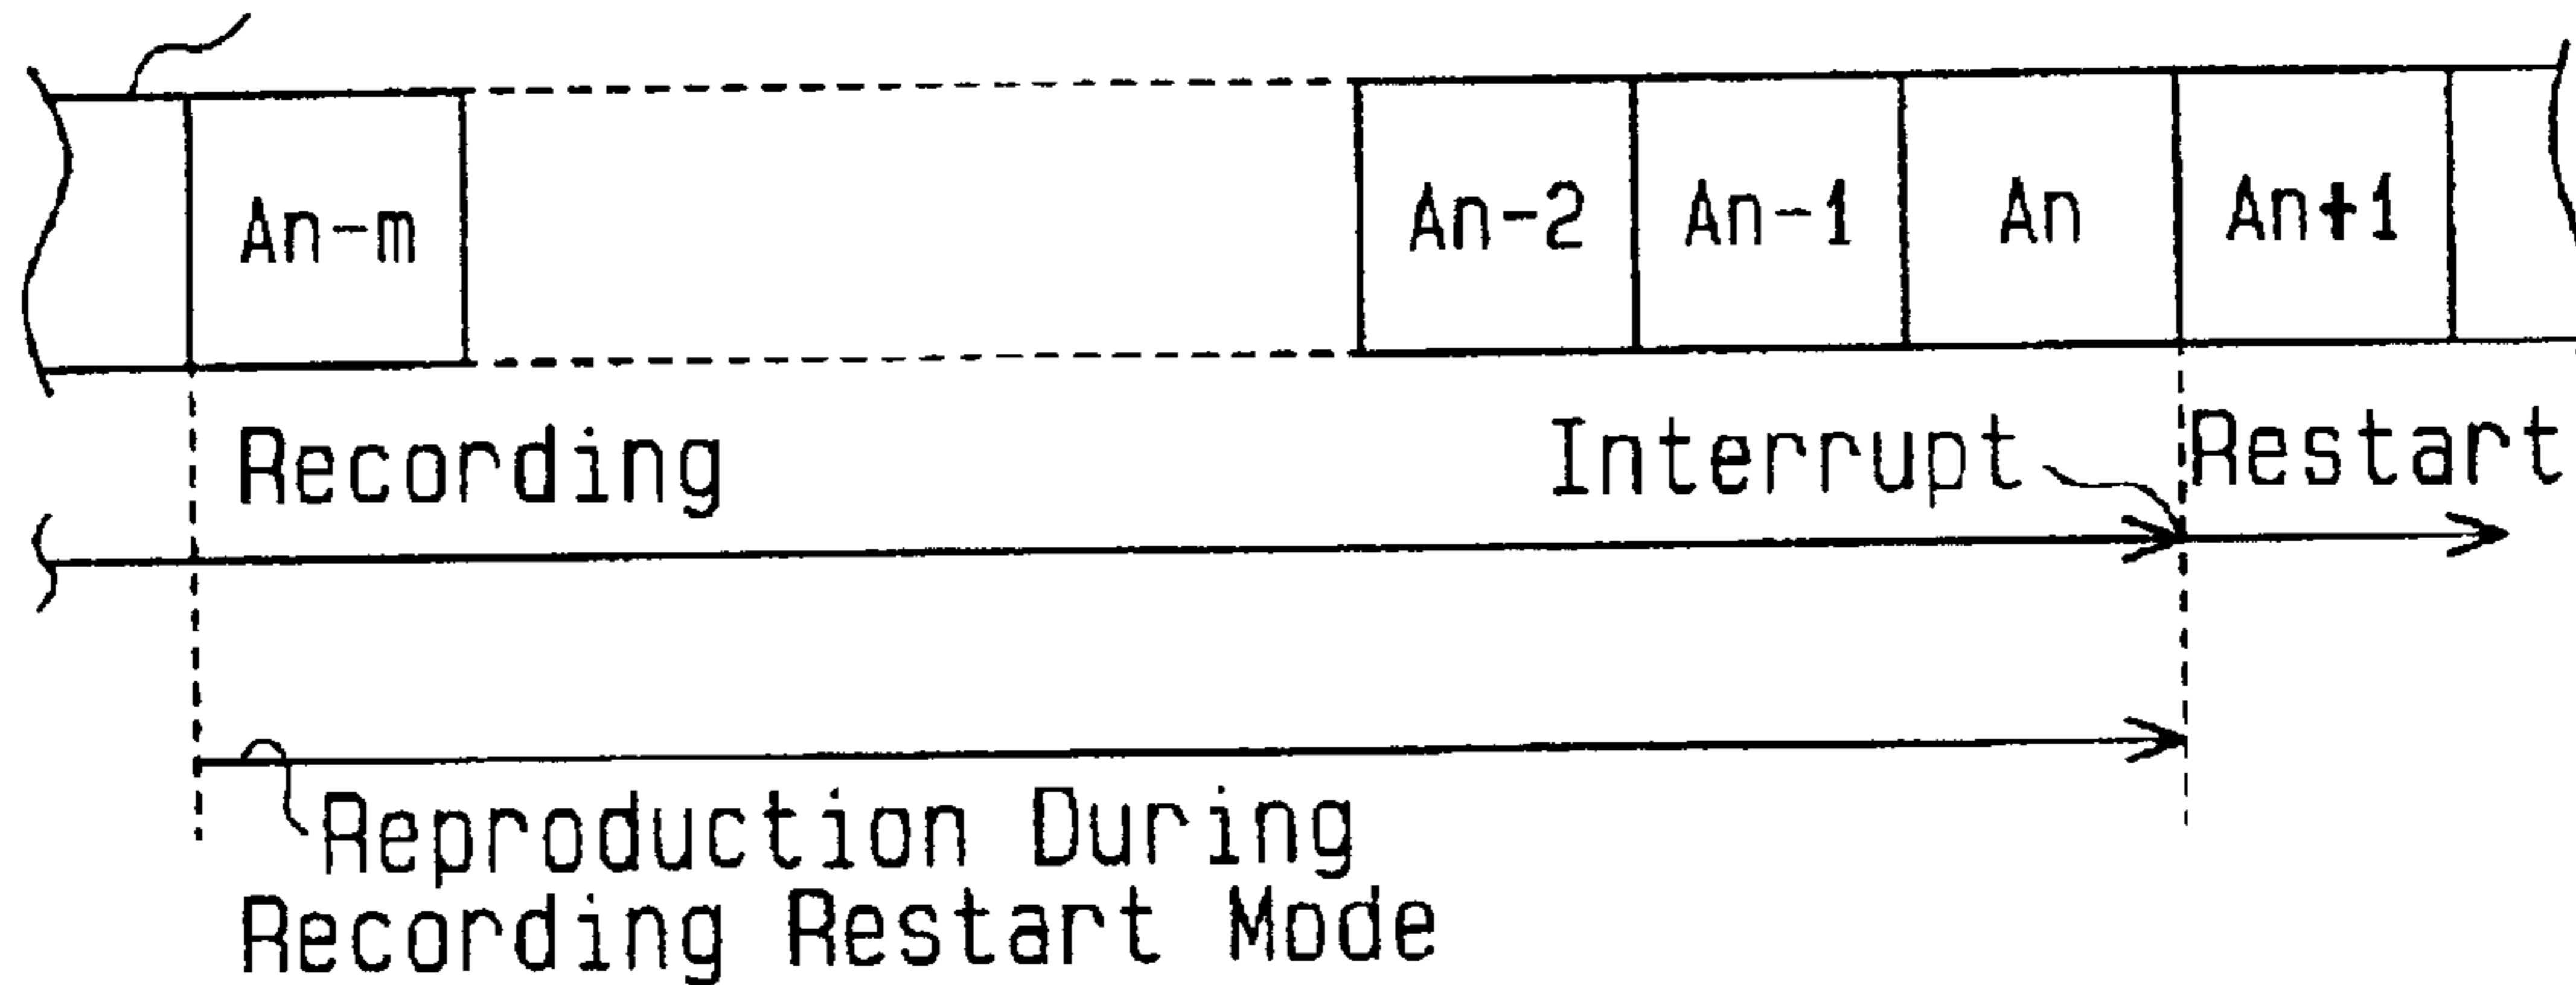 An-m An-2 An-1 An An+1
Recording Interrupt Restart
Reproduction During
Recording Restart Mode